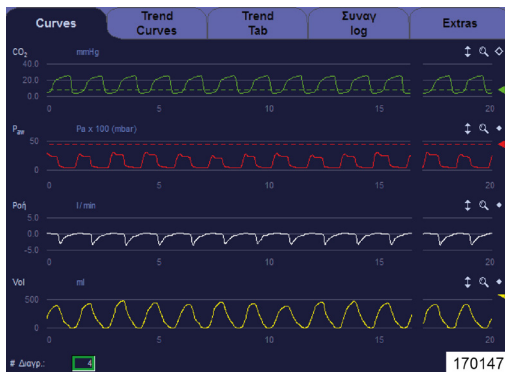 Curves
Trend Curves
Trend Tab
Συναγ log
Extras
CO₂ mmHg
40.0
20.0
0.0
0 5 10 15 20
Paw Pa x 100 (mbar)
50
0
0 5 10 15 20
Ροή l/min
5.0
0.0
-5.0
0 5 10 15 20
Vol ml
500
0
0 5 10 15 20
# Διαγρ.: 4
170147